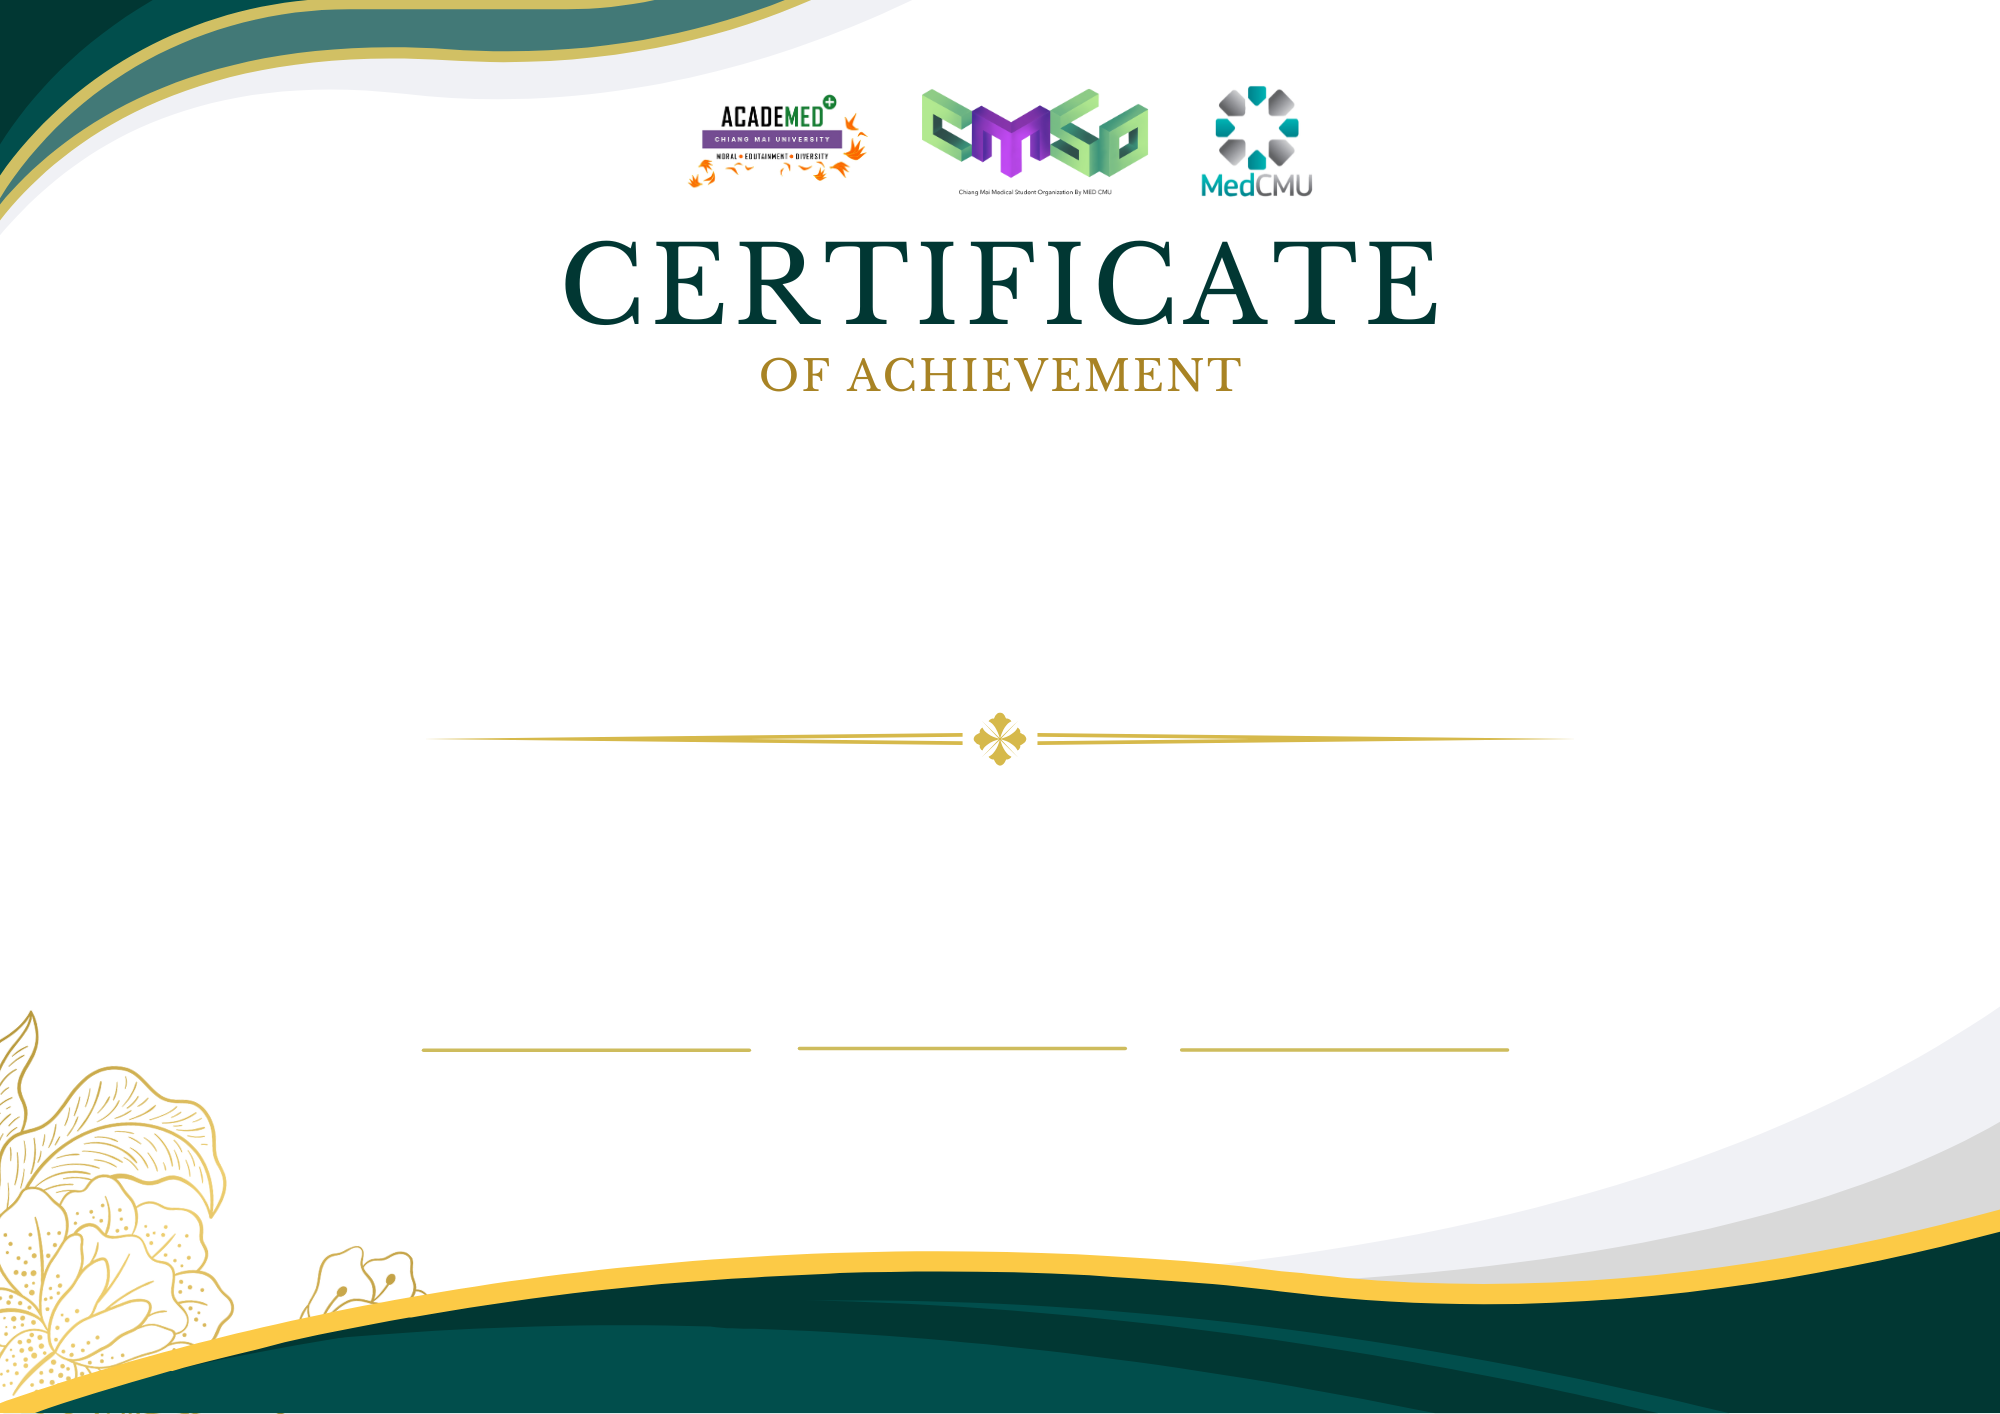 ACADEMED
CHIANG MAI UNIVERSITY
MORAL • EDUTAINMENT • DIVERSITY
CMSO
Chiang Mai Medical Student Organization By MED CMU
MedCMU
CERTIFICATE
OF ACHIEVEMENT